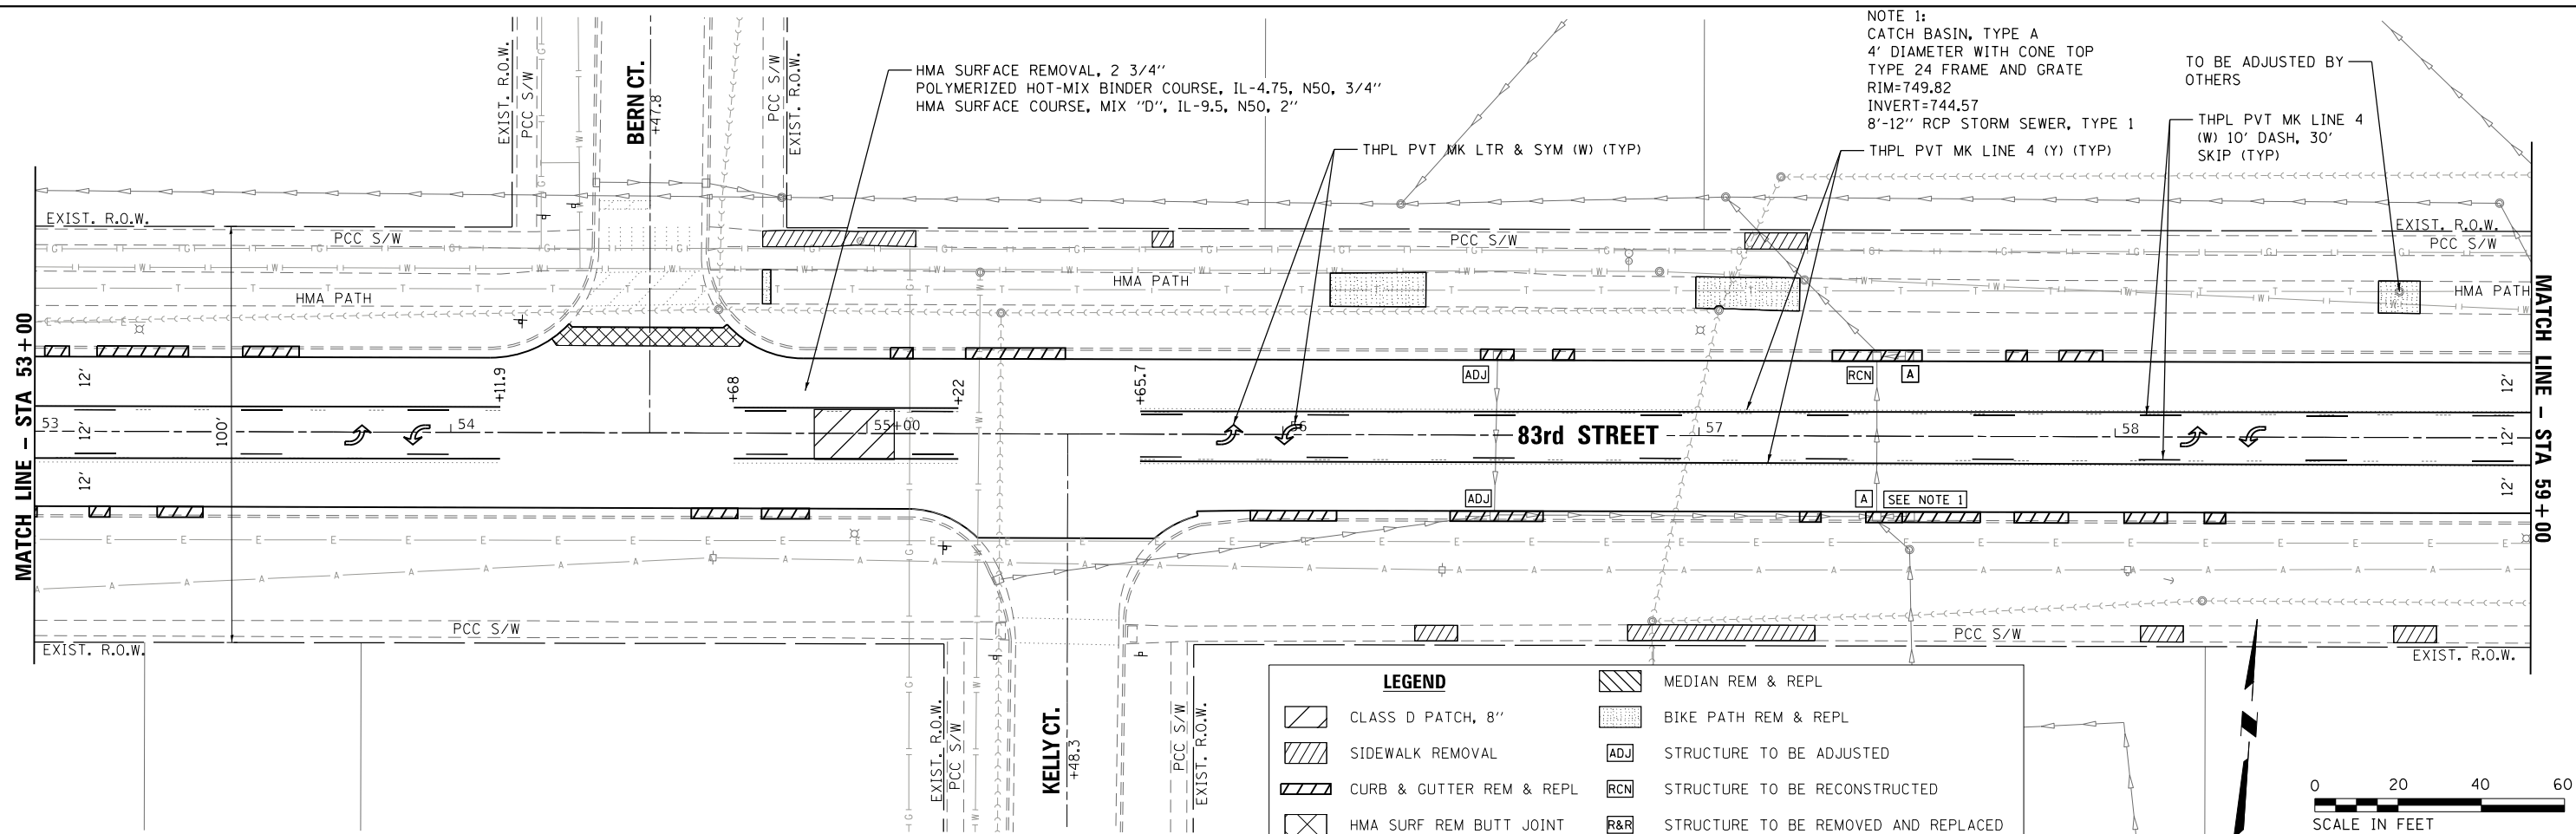 NOTE 1:
CATCH BASIN, TYPE A
4' DIAMETER WITH CONE TOP
TYPE 24 FRAME AND GRATE
RIM=749.82
INVERT=744.57
8'-12" RCP STORM SEWER, TYPE 1
TO BE ADJUSTED BY
OTHERS
THPL PVT MK LINE 4
(W) 10' DASH, 30'
SKIP (TYP)
HMA SURFACE REMOVAL, 2 3/4"
POLYMERIZED HOT-MIX BINDER COURSE, IL-4.75, N50, 3/4"
HMA SURFACE COURSE, MIX "D", IL-9.5, N50, 2"
THPL PVT MK LTR & SYM (W) (TYP)
THPL PVT MK LINE 4 (Y) (TYP)
EXIST. R.O.W.
PCC S/W
BERN CT.
+47.8
PCC S/W
EXIST. R.O.W.
EXIST. R.O.W.
PCC S/W
PCC S/W
EXIST. R.O.W.
PCC S/W
HMA PATH
HMA PATH
HMA PATH
MATCH LINE - STA 53+00
MATCH LINE - STA 59+00
12'
12'
12'
100'
+11.9
+68
+22
+65.7
ADJ
RCN
A
12'
12'
12'
53
54
55+00
56
83rd STREET
57
58
ADJ
A
SEE NOTE 1
PCC S/W
EXIST. R.O.W.
PCC S/W
EXIST. R.O.W.
EXIST. R.O.W.
PCC S/W
KELLY CT.
+48.3
PCC S/W
EXIST. R.O.W.
LEGEND
CLASS D PATCH, 8"
SIDEWALK REMOVAL
CURB & GUTTER REM & REPL
HMA SURF REM BUTT JOINT
MEDIAN REM & REPL
BIKE PATH REM & REPL
ADJ STRUCTURE TO BE ADJUSTED
RCN STRUCTURE TO BE RECONSTRUCTED
R&R STRUCTURE TO BE REMOVED AND REPLACED
0 20 40 60
SCALE IN FEET